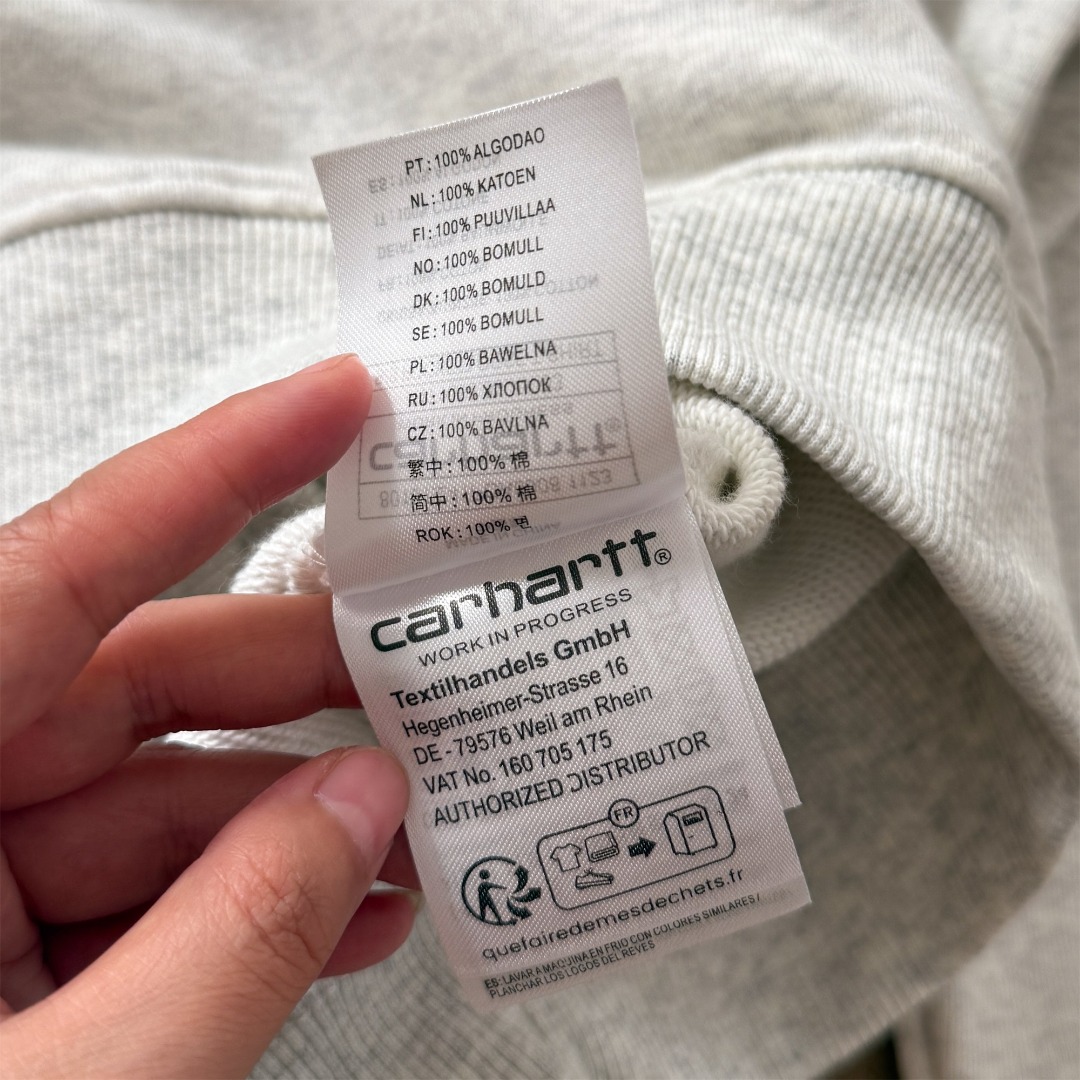 PT : 100% ALGODAO
NL : 100% KATOEN
FI : 100% PUUVILLAA
NO : 100% BOMULL
DK : 100% BOMULD
SE : 100% BOMULL
PL : 100% BAWELNA
RU : 100% ХЛОПОК
CZ : 100% BAVLNA
繁中 : 100% 棉
简中 : 100% 棉
ROK : 100% 면
carhartt®
WORK IN PROGRESS
Textilhandels GmbH
Hegenheimer-Strasse 16
DE - 79576 Weil am Rhein
VAT No. 160 705 175
AUTHORIZED DISTRIBUTOR
FR
quefairedemesdechets.fr
ES: LAVAR A MAQUINA EN FRIO CON COLORES SIMILARES /
PLANCHAR LOS LOGOS DEL REVES